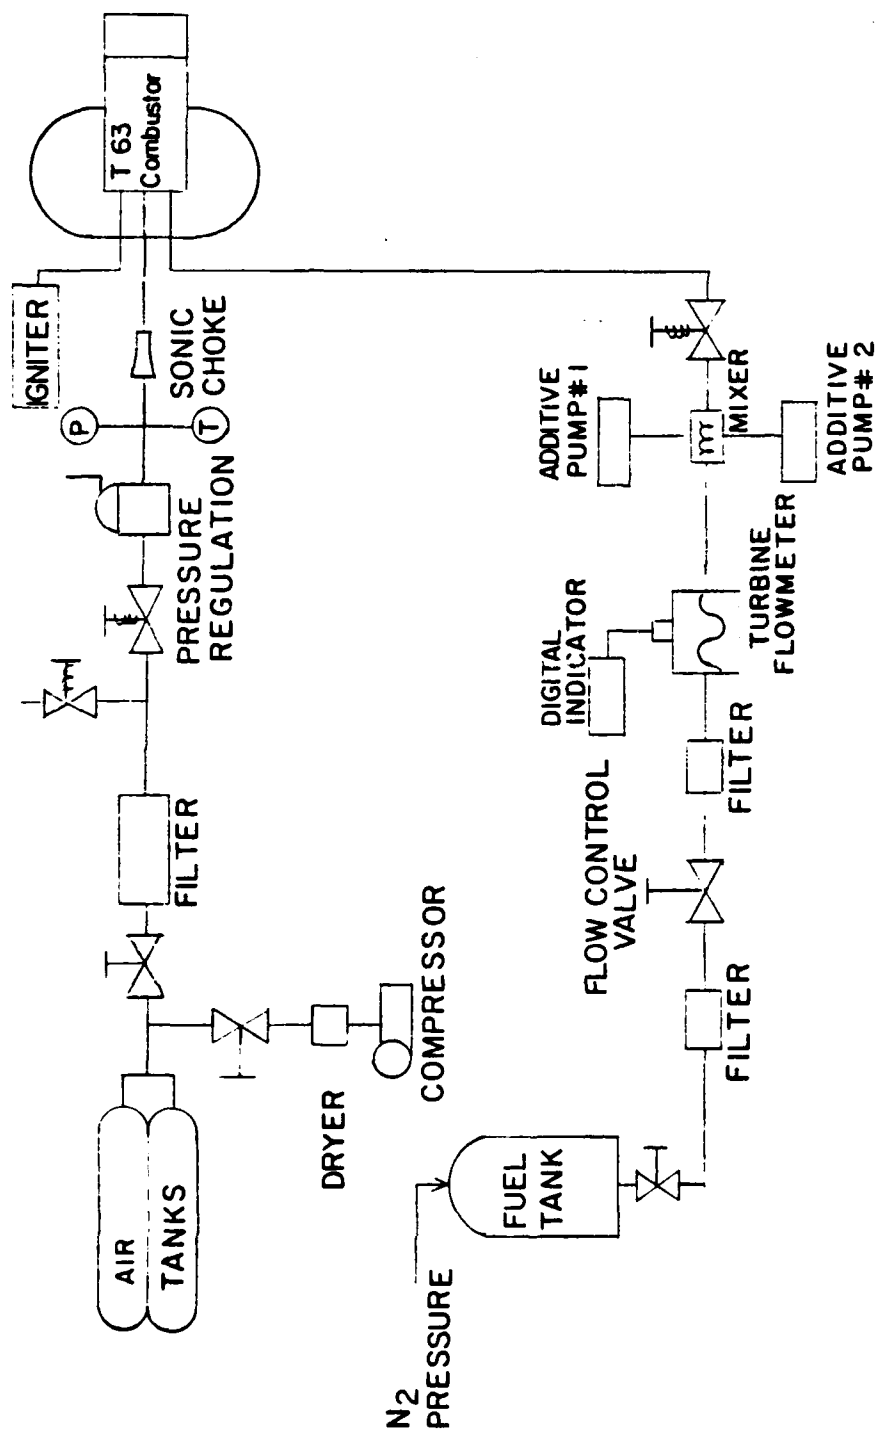 T 63
Combustor
IGNITER
SONIC
CHOKE
P
T
PRESSURE
REGULATION
FILTER
AIR
TANKS
DRYER
COMPRESSOR
N2
PRESSURE
FUEL
TANK
FILTER
FLOW CONTROL
VALVE
FILTER
DIGITAL
INDICATOR
TURBINE
FLOWMETER
ADDITIVE
PUMP#1
MIXER
ADDITIVE
PUMP#2